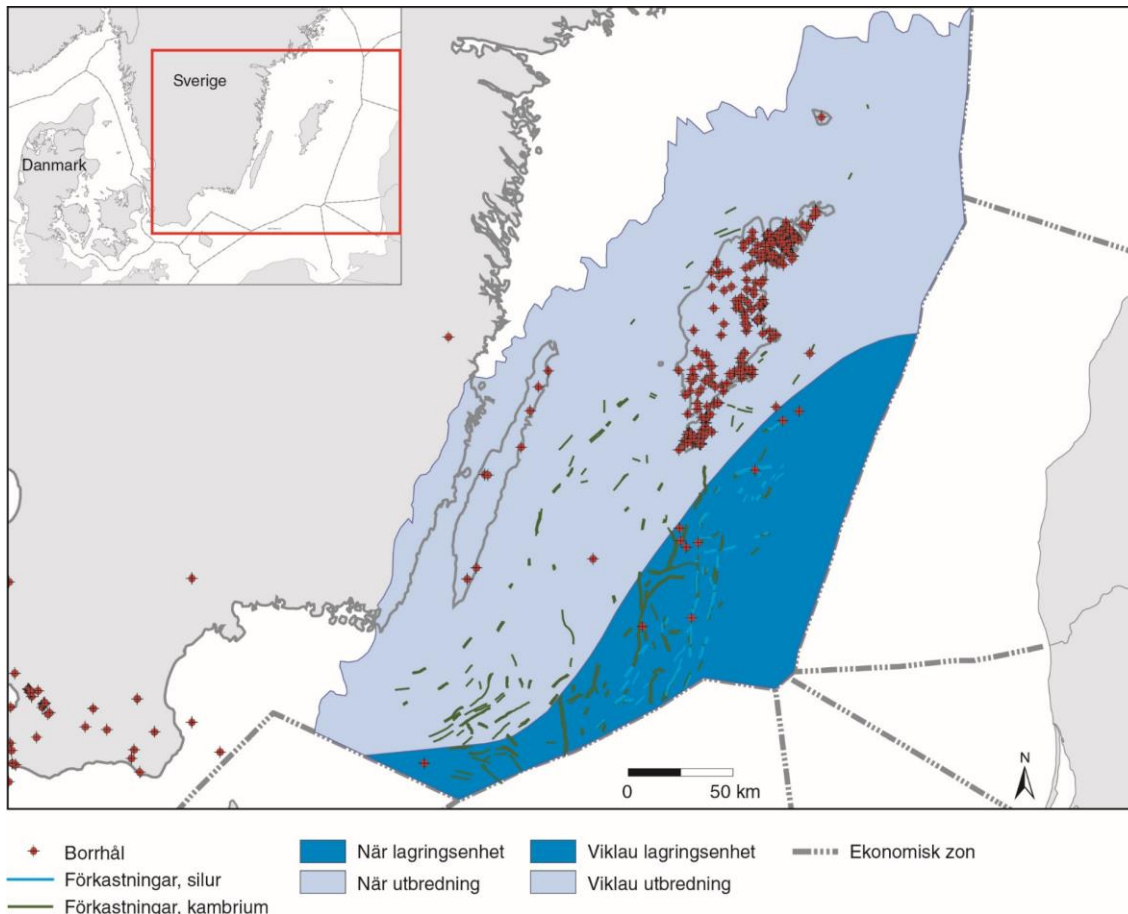 Sverige
Danmark
N
0 50 km
Borrhål
Förkastningar, silur
Förkastningar, kambrium
När lagringsenhet
När utbredning
Viklau lagringsenhet
Viklau utbredning
Ekonomisk zon